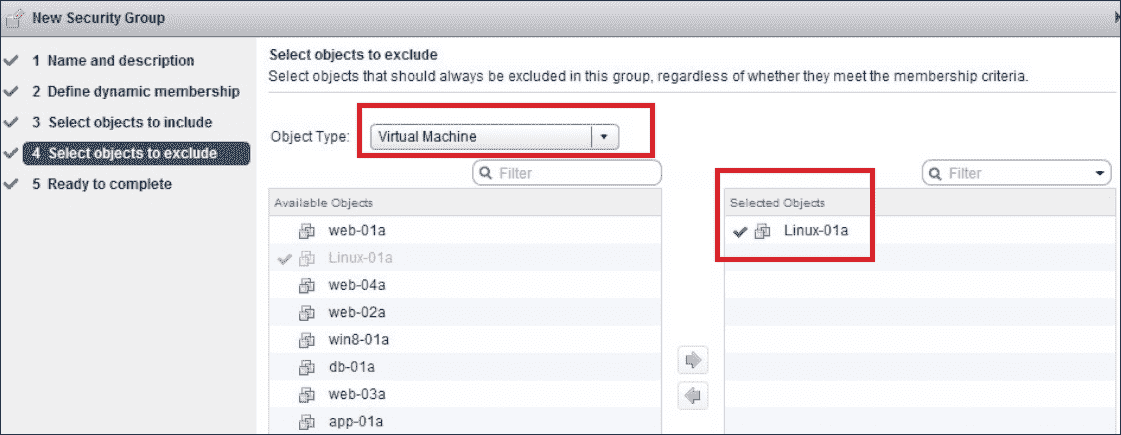 New Security Group
1 Name and description
2 Define dynamic membership
3 Select objects to include
4 Select objects to exclude
5 Ready to complete
Select objects to exclude
Select objects that should always be excluded in this group, regardless of whether they meet the membership criteria.
Object Type: Virtual Machine
Filter
Available Objects
web-01a
Linux-01a
web-04a
web-02a
win8-01a
db-01a
web-03a
app-01a
Filter
Selected Objects
Linux-01a